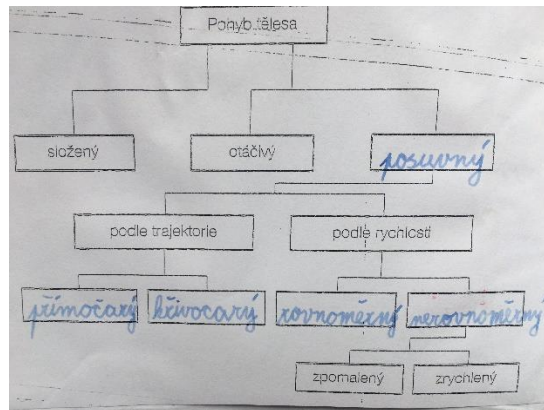 Pohyb tělesa
složený otáčivý posuvný
podle trajektorie podle rychlosti
přímočarý křivočarý rovnoměrný nerovnoměrný
zpomalený zrychlený